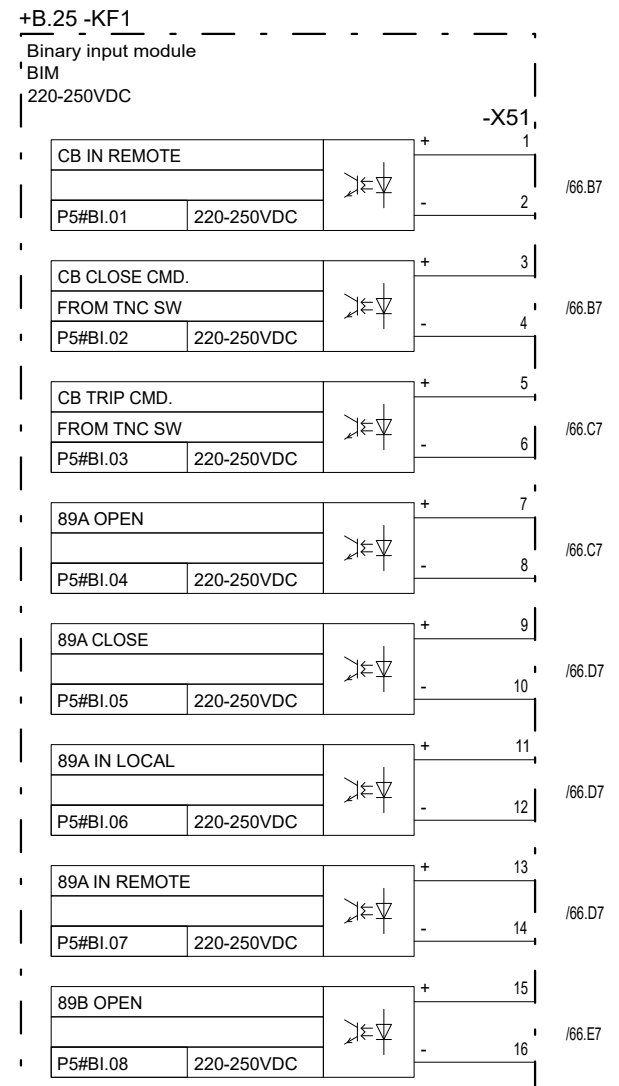 +B.25 -KF1
Binary input module
BIM
220-250VDC
-X51
CB IN REMOTE
+ 1
/66.B7
- 2
P5#BI.01 220-250VDC
+ 3
CB CLOSE CMD.
FROM TNC SW
/66.B7
- 4
P5#BI.02 220-250VDC
+ 5
CB TRIP CMD.
FROM TNC SW
/66.C7
- 6
P5#BI.03 220-250VDC
+ 7
89A OPEN
/66.C7
- 8
P5#BI.04 220-250VDC
+ 9
89A CLOSE
/66.D7
- 10
P5#BI.05 220-250VDC
+ 11
89A IN LOCAL
/66.D7
- 12
P5#BI.06 220-250VDC
+ 13
89A IN REMOTE
/66.D7
- 14
P5#BI.07 220-250VDC
+ 15
89B OPEN
/66.E7
- 16
P5#BI.08 220-250VDC